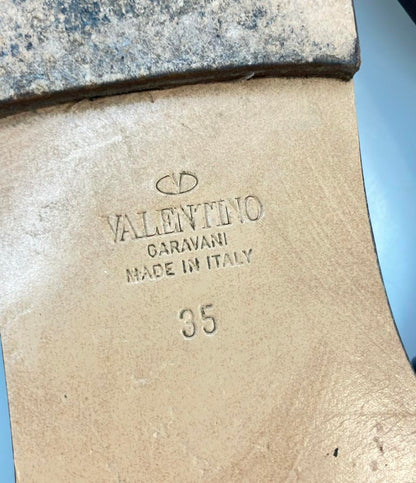 VALENTINO
GARAVANI
MADE IN ITALY
35